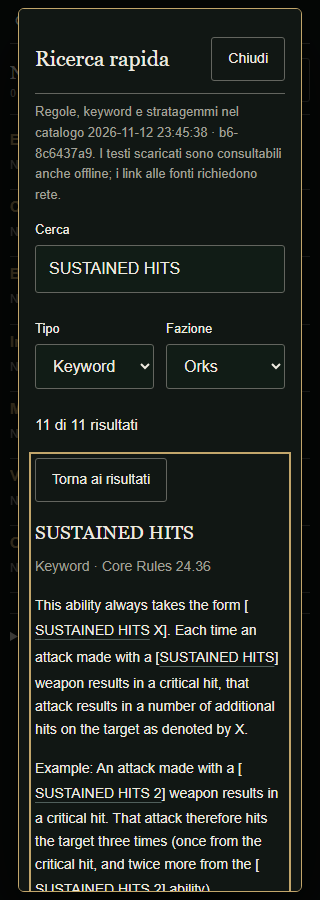 Ricerca rapida
Chiudi
Regole, keyword e stratagemmi nel
catalogo 2026-11-12 23:45:38 · b6-
8c6437a9. I testi scaricati sono consultabili
anche offline; i link alle fonti richiedono
rete.
Cerca
SUSTAINED HITS
Tipo
Fazione
Keyword
Orks
11 di 11 risultati
Torna ai risultati
SUSTAINED HITS
Keyword · Core Rules 24.36
This ability always takes the form [
SUSTAINED HITS X]. Each time an
attack made with a [SUSTAINED HITS]
weapon results in a critical hit, that
attack results in a number of additional
hits on the target as denoted by X.
Example: An attack made with a [
SUSTAINED HITS 2] weapon results in
a critical hit. That attack therefore hits
the target three times (once from the
critical hit, and twice more from the [
SUSTAINED HITS 2] ability).